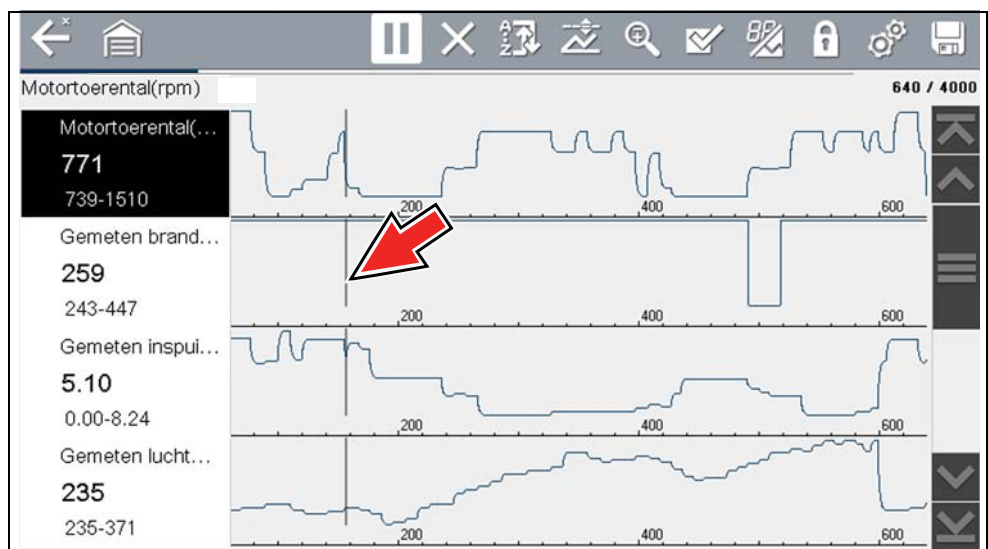 Motortoerental(rpm)
640 / 4000
Motortoerental(...
771
739-1510
200 400 600
Gemeten brand...
259
243-447
200 400 600
Gemeten inspui...
5.10
0.00-8.24
200 400 600
Gemeten lucht...
235
235-371
200 400 600